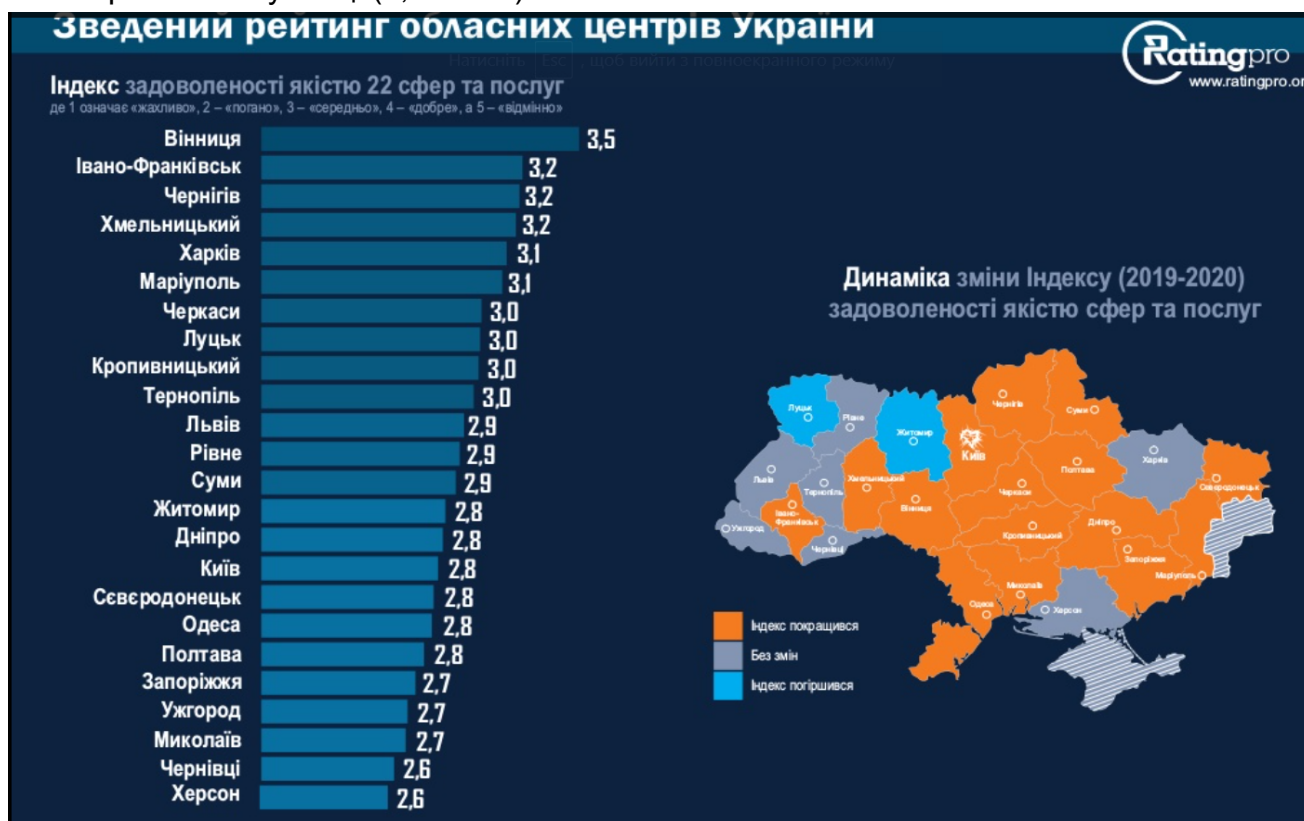 Зведений рейтинг обласних центрів України
Натисніть Esc , щоб вийти з повноекранного режиму
Ratingpro
www.ratingpro.or
Індекс задоволеності якістю 22 сфер та послуг
де 1 означає «жахливо», 2 – «погано», 3 – «середньо», 4 – «добре», а 5 – «відмінно»
Вінниця 3,5
Івано-Франківськ 3,2
Чернігів 3,2
Хмельницький 3,2
Харків 3,1
Маріуполь 3,1
Черкаси 3,0
Луцьк 3,0
Кропивницький 3,0
Тернопіль 3,0
Львів 2,9
Рівне 2,9
Суми 2,9
Житомир 2,8
Дніпро 2,8
Київ 2,8
Сєвєродонецьк 2,8
Одеса 2,8
Полтава 2,8
Запоріжжя 2,7
Ужгород 2,7
Миколаїв 2,7
Чернівці 2,6
Херсон 2,6
Динаміка зміни Індексу (2019-2020)
задоволеності якістю сфер та послуг
Луцьк
Рівне
Житомир
Київ
Чернігів
Суми
Львів
Тернопіль
Хмельницький
Вінниця
Черкаси
Полтава
Харків
Сєвєродонецьк
Ужгород
Івано-
Франківськ
Чернівці
Кропивницький
Дніпро
Запоріжжя
Маріуполь
Миколаїв
Одеса
Херсон
Індекс покращився
Без змін
Індекс погіршився